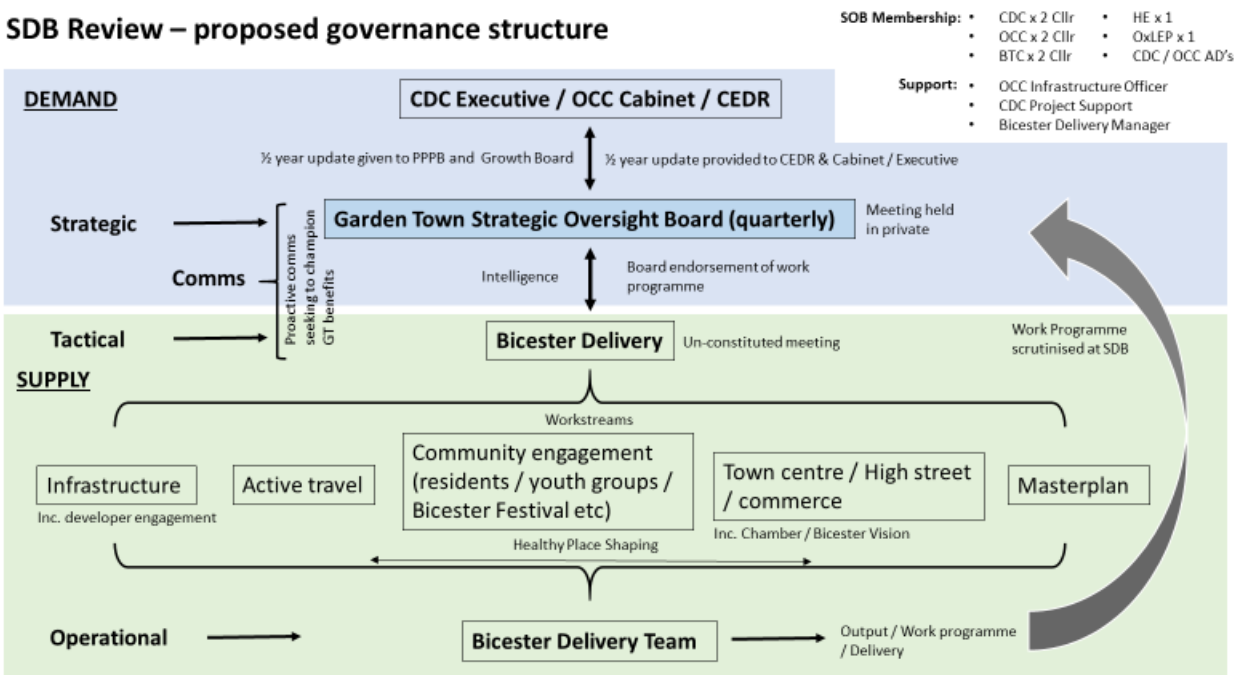 SDB Review – proposed governance structure
SOB Membership:
• CDC x 2 Cllr
• OCC x 2 Cllr
• BTC x 2 Cllr
• HE x 1
• OxLEP x 1
• CDC / OCC AD's
Support:
• OCC Infrastructure Officer
• CDC Project Support
• Bicester Delivery Manager
DEMAND
CDC Executive / OCC Cabinet / CEDR
½ year update given to PPPB and Growth Board
½ year update provided to CEDR & Cabinet / Executive
Strategic
Garden Town Strategic Oversight Board (quarterly)
Meeting held
in private
Comms
Proactive comms
seeking to champion
GT benefits
Intelligence
Board endorsement of work
programme
Tactical
Bicester Delivery
Un-constituted meeting
Work Programme
scrutinised at SDB
SUPPLY
Workstreams
Infrastructure
Inc. developer engagement
Active travel
Community engagement
(residents / youth groups /
Bicester Festival etc)
Town centre / High street
/ commerce
Inc. Chamber / Bicester Vision
Masterplan
Healthy Place Shaping
Operational
Bicester Delivery Team
Output / Work programme
/ Delivery